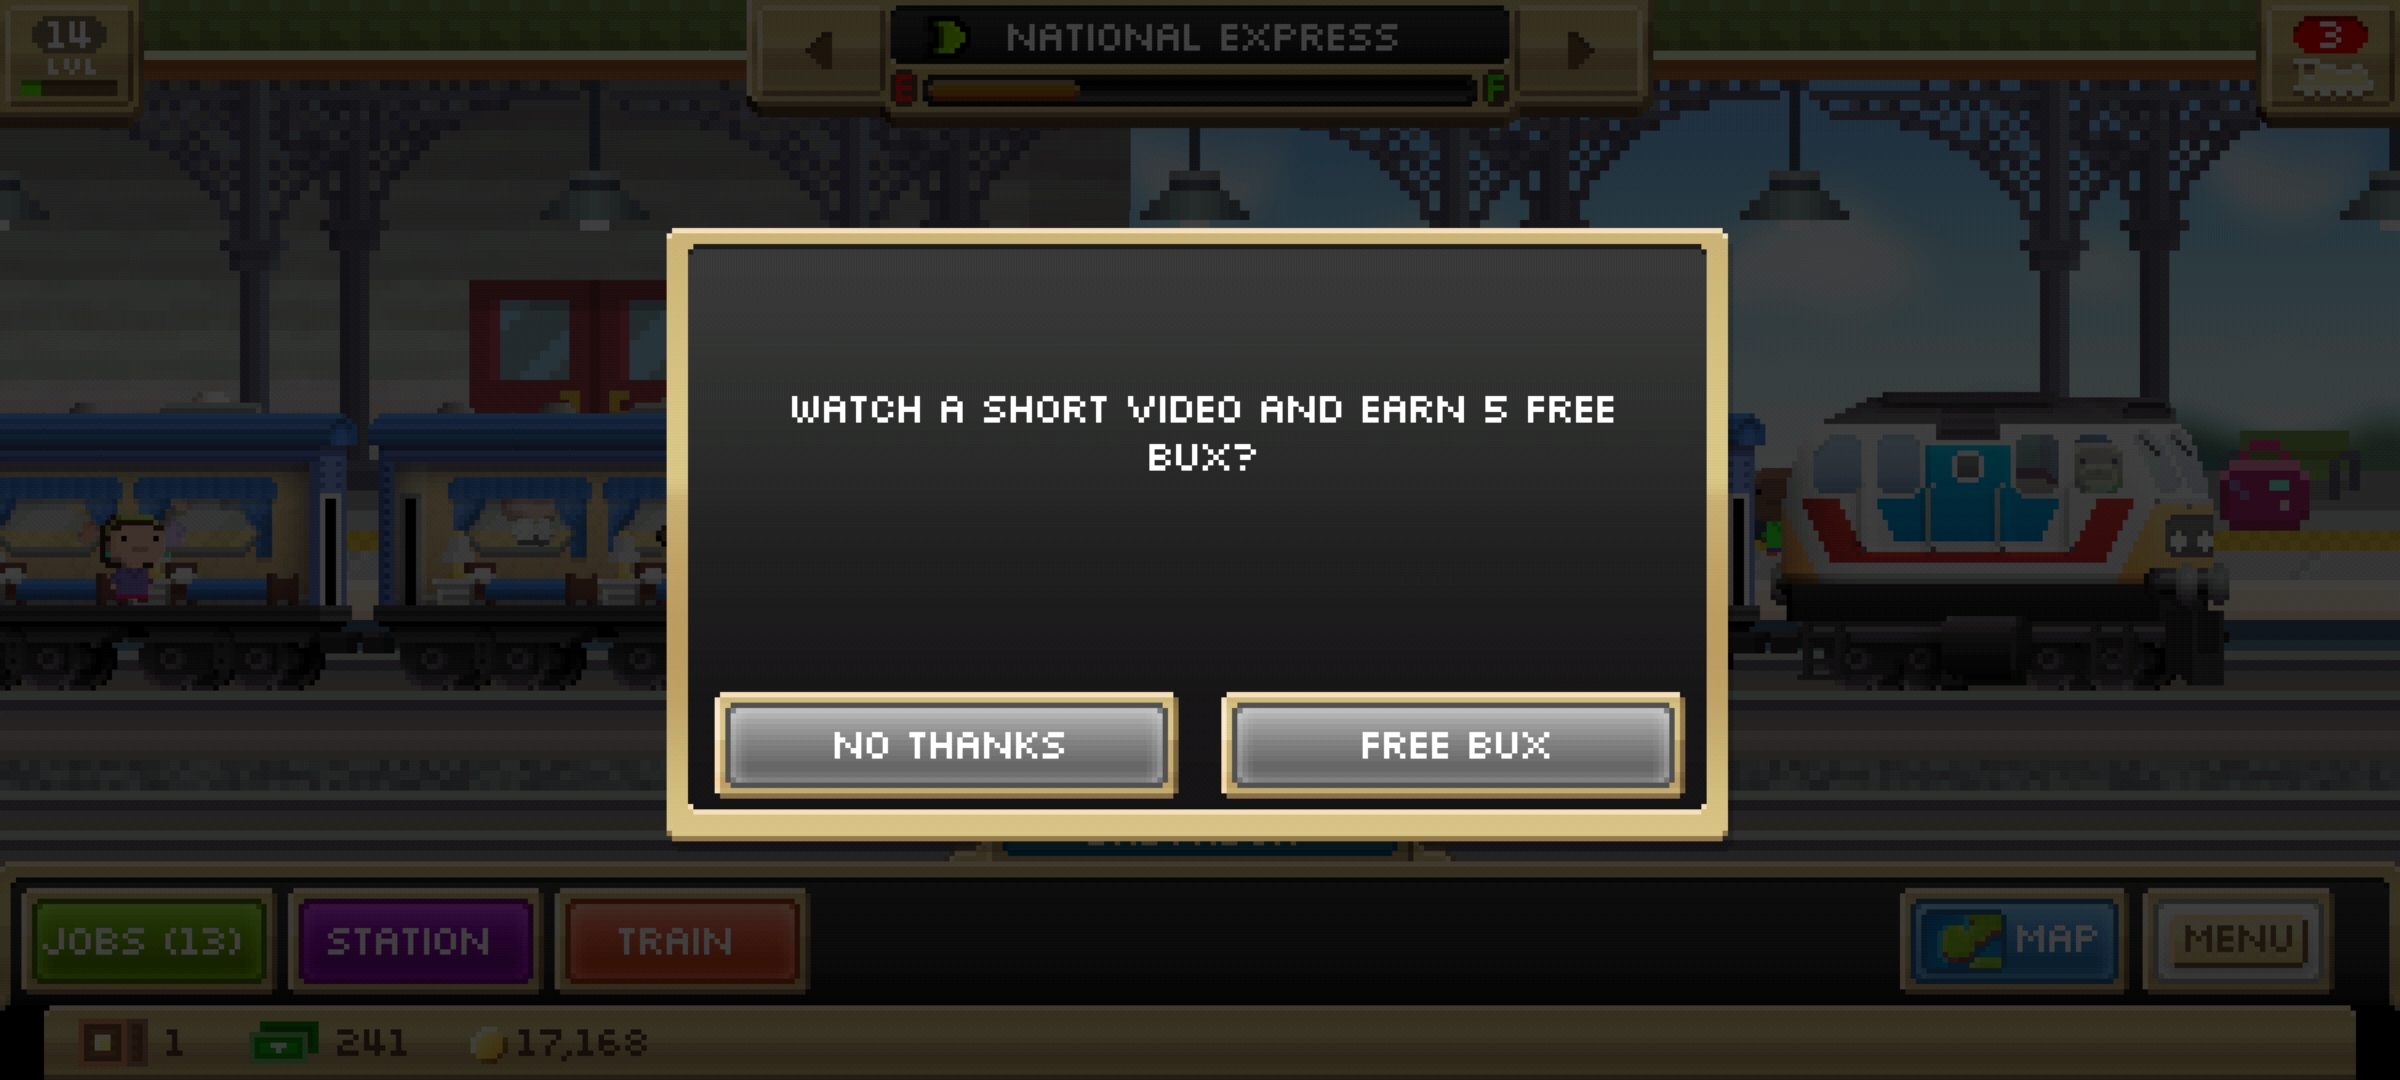 14
LVL
NATIONAL EXPRESS
E F
3
WATCH A SHORT VIDEO AND EARN 5 FREE
BUX?
NO THANKS
FREE BUX
JOBS (13)
STATION
TRAIN
MAP
MENU
1
241
17,168